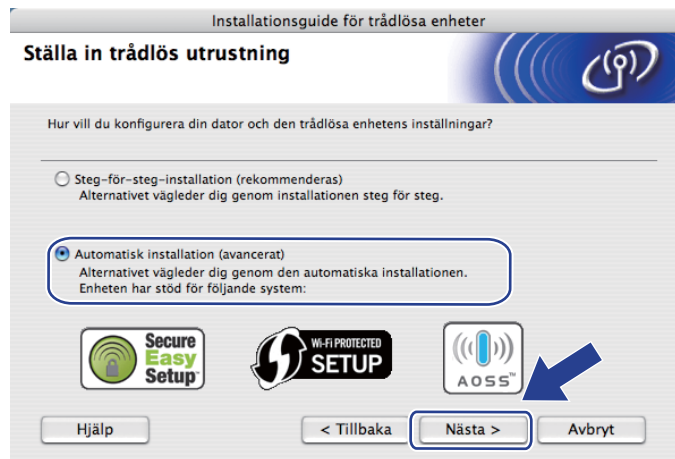 Installationsguide för trådlösa enheter
Ställa in trådlös utrustning
Hur vill du konfigurera din dator och den trådlösa enhetens inställningar?
Steg-för-steg-installation (rekommenderas)
Alternativet vägleder dig genom installationen steg för steg.
Automatisk installation (avancerat)
Alternativet vägleder dig genom den automatiska installationen.
Enheten har stöd för följande system:
Secure
Easy
Setup
Wi-Fi PROTECTED
SETUP
AOSS™
Hjälp
< Tillbaka
Nästa >
Avbryt